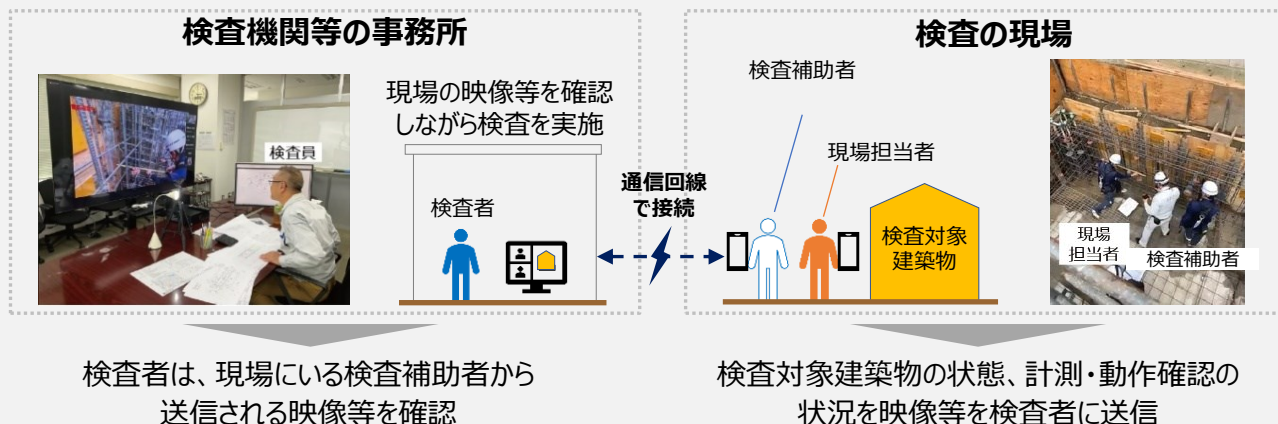 検査機関等の事務所
検査員
現場の映像等を確認
しながら検査を実施
検査者
通信回線
で接続
検査の現場
検査補助者
現場担当者
検査対象
建築物
現場
担当者
検査補助者
検査者は、現場にいる検査補助者から
送信される映像等を確認
検査対象建築物の状態、計測・動作確認の
状況を映像等を検査者に送信